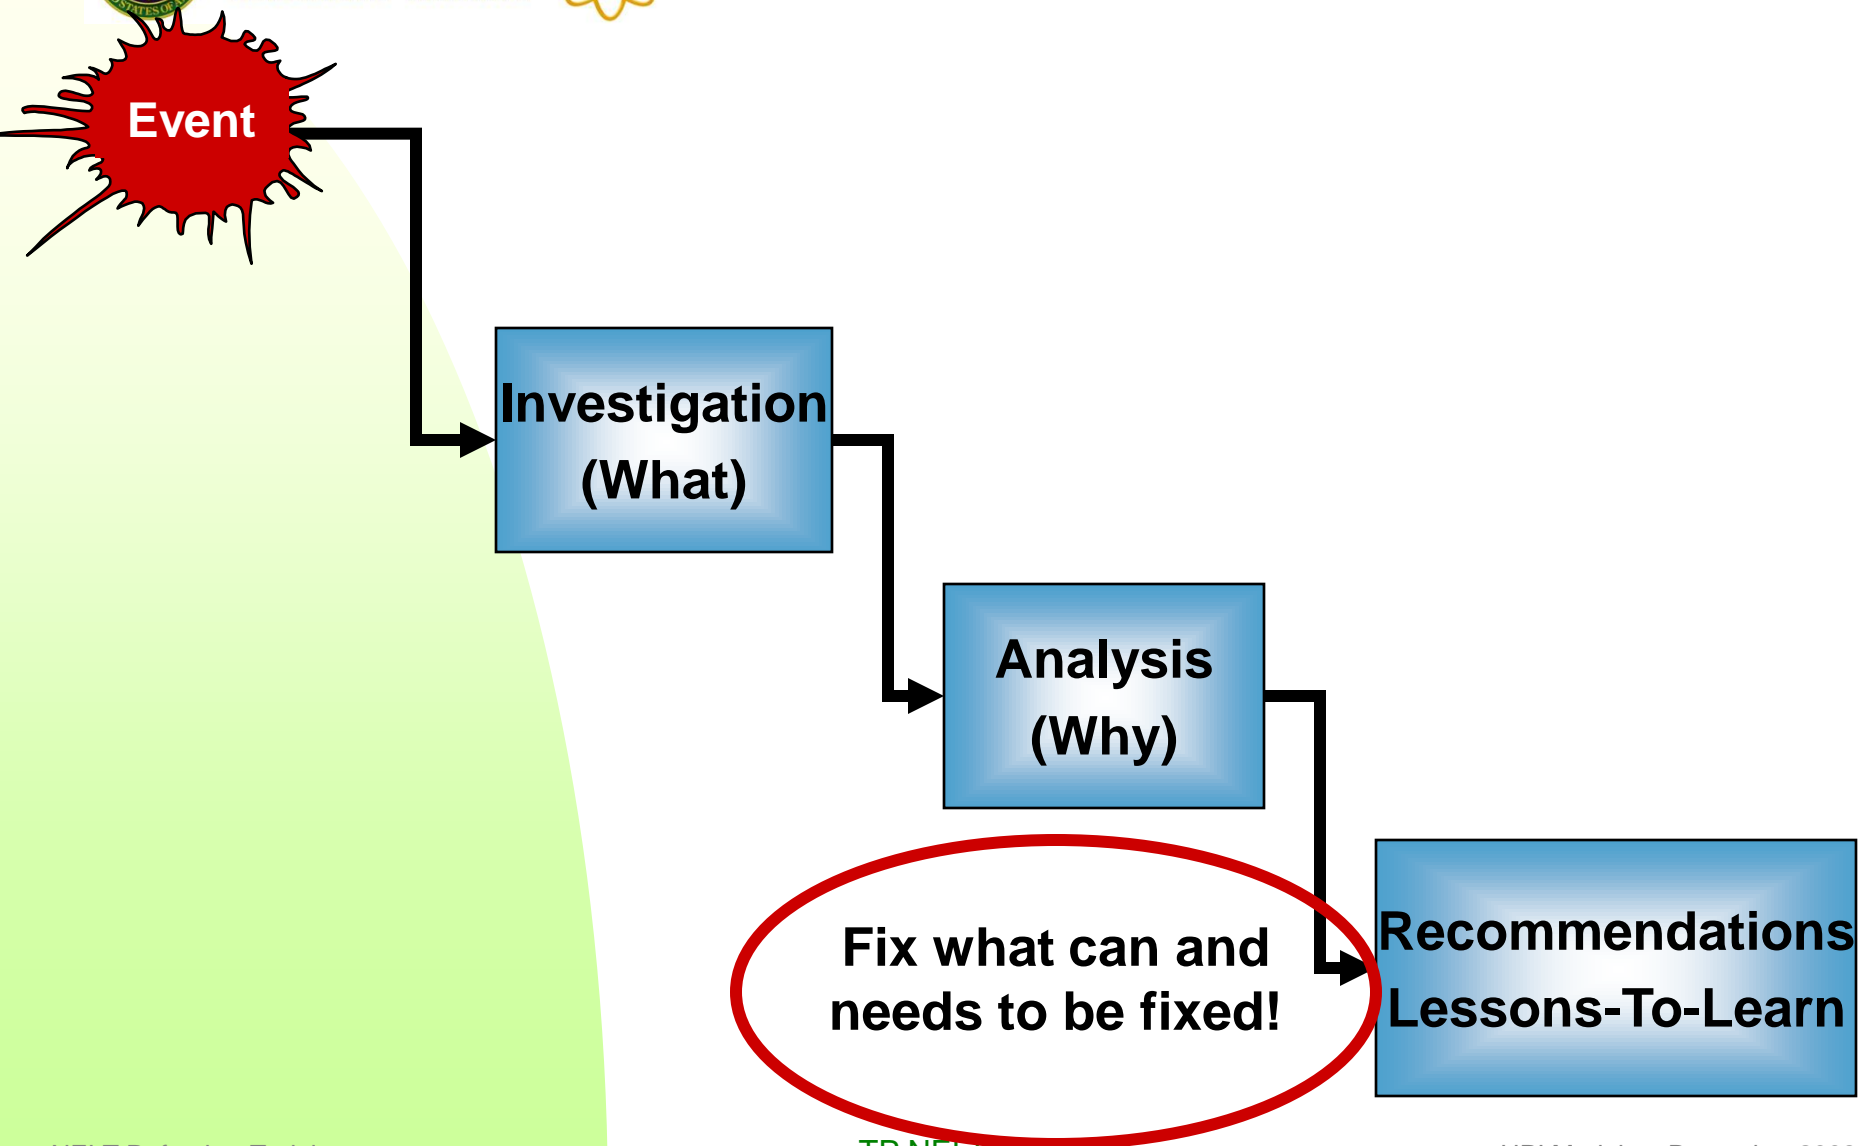 Event
Investigation
(What)
Analysis
(Why)
Fix what can and
needs to be fixed!
Recommendations
Lessons-To-Learn